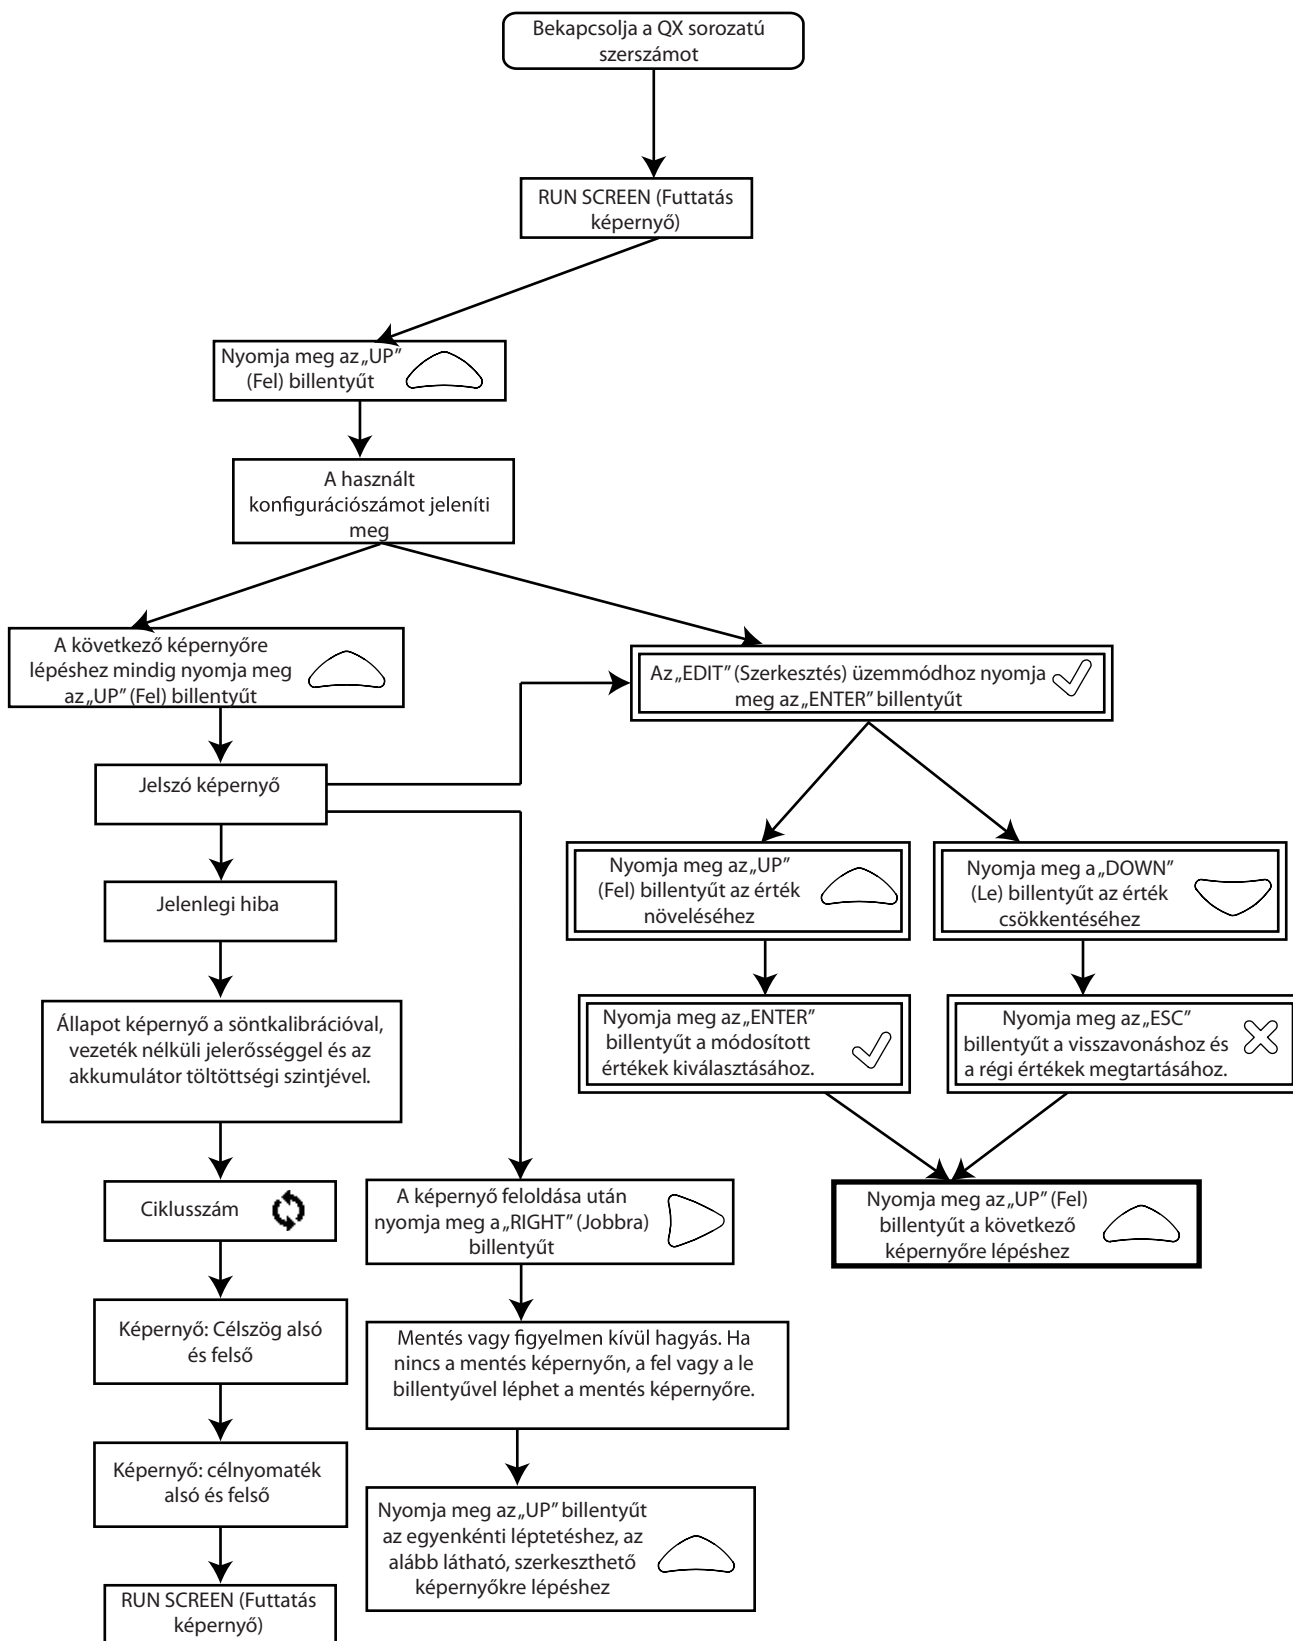 Bekapcsolja a QX sorozatú
szerszámot
RUN SCREEN (Futtatás
képernyő)
Nyomja meg az „UP”
(Fel) billentyűt
A használt
konfigurációszámot jeleníti
meg
A következő képernyőre
lépéshez mindig nyomja meg
az „UP” (Fel) billentyűt
Az „EDIT” (Szerkesztés) üzemmódhoz nyomja
meg az „ENTER” billentyűt
Jelszó képernyő
Nyomja meg az „UP”
(Fel) billentyűt az érték
növeléséhez
Nyomja meg a „DOWN”
(Le) billentyűt az érték
csökkentéséhez
Jelenlegi hiba
Állapot képernyő a söntkalibrációval,
vezeték nélküli jelerősséggel és az
akkumulátor töltöttségi szintjével.
Nyomja meg az „ENTER”
billentyűt a módosított
értékek kiválasztásához.
Nyomja meg az „ESC”
billentyűt a visszavonáshoz és
a régi értékek megtartásához.
Ciklusszám
A képernyő feloldása után
nyomja meg a „RIGHT” (Jobbra)
billentyűt
Nyomja meg az „UP” (Fel)
billentyűt a következő
képernyőre lépéshez
Képernyő: Célszög alsó
és felső
Mentés vagy figyelmen kívül hagyás. Ha
nincs a mentés képernyőn, a fel vagy a le
billentyűvel léphet a mentés képernyőre.
Képernyő: célnyomaték
alsó és felső
Nyomja meg az „UP” billentyűt
az egyenkénti léptetéshez, az
alább látható, szerkeszthető
képernyőkre lépéshez
RUN SCREEN (Futtatás
képernyő)